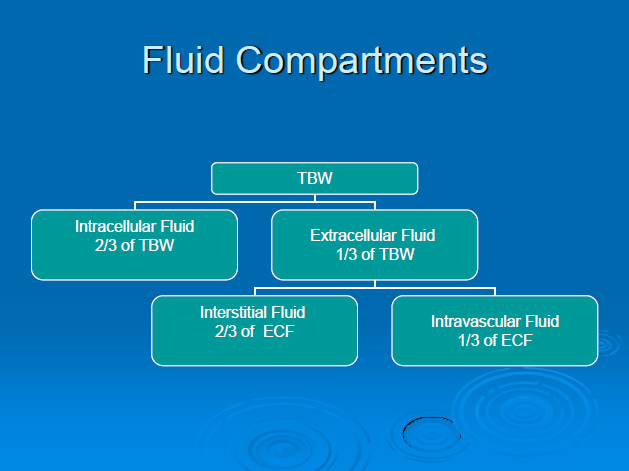 Fluid Compartments
TBW
Intracellular Fluid
2/3 of TBW
Extracellular Fluid
1/3 of TBW
Interstitial Fluid
2/3 of  ECF
Intravascular Fluid
1/3 of ECF